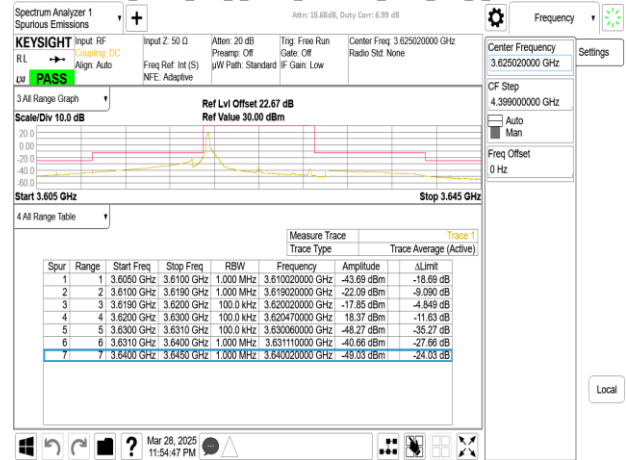 Spectrum Analyzer 1
Spurious Emissions
Attn: 15.68dB, Duty Corr: 6.99 dB
Frequency
KEYSIGHT
RL
LXI
PASS
Input: RF
Coupling: DC
Align: Auto
Input Z: 50 Ω
Freq Ref: Int (S)
NFE: Adaptive
Atten: 20 dB
Preamp: Off
µW Path: Standard
Trig: Free Run
Gate: Off
IF Gain: Low
Center Freq: 3.625020000 GHz
Radio Std: None
Center Frequency
3.625020000 GHz
Settings
CF Step
4.399000000 GHz
Auto
Man
Freq Offset
0 Hz
3 All Range Graph
Scale/Div 10.0 dB
Ref Lvl Offset 22.67 dB
Ref Value 30.00 dBm
20.0
0.00
-20.0
-40.0
-60.0
Start 3.605 GHz
Stop 3.645 GHz
4 All Range Table
Measure Trace Trace 1
Trace Type Trace Average (Active)
Spur Range Start Freq Stop Freq RBW Frequency Amplitude ΔLimit
1 1 3.6050 GHz 3.6100 GHz 1.000 MHz 3.610020000 GHz -43.69 dBm -18.69 dB
2 2 3.6100 GHz 3.6190 GHz 1.000 MHz 3.619020000 GHz -22.09 dBm -9.090 dB
3 3 3.6190 GHz 3.6200 GHz 100.0 kHz 3.620020000 GHz -17.85 dBm -4.849 dB
4 4 3.6200 GHz 3.6300 GHz 100.0 kHz 3.620470000 GHz 18.37 dBm -11.63 dB
5 5 3.6300 GHz 3.6310 GHz 100.0 kHz 3.630060000 GHz -48.27 dBm -35.27 dB
6 6 3.6310 GHz 3.6400 GHz 1.000 MHz 3.631110000 GHz -40.66 dBm -27.66 dB
7 7 3.6400 GHz 3.6450 GHz 1.000 MHz 3.640020000 GHz -49.03 dBm -24.03 dB
Local
?
Mar 28, 2025
11:54:47 PM